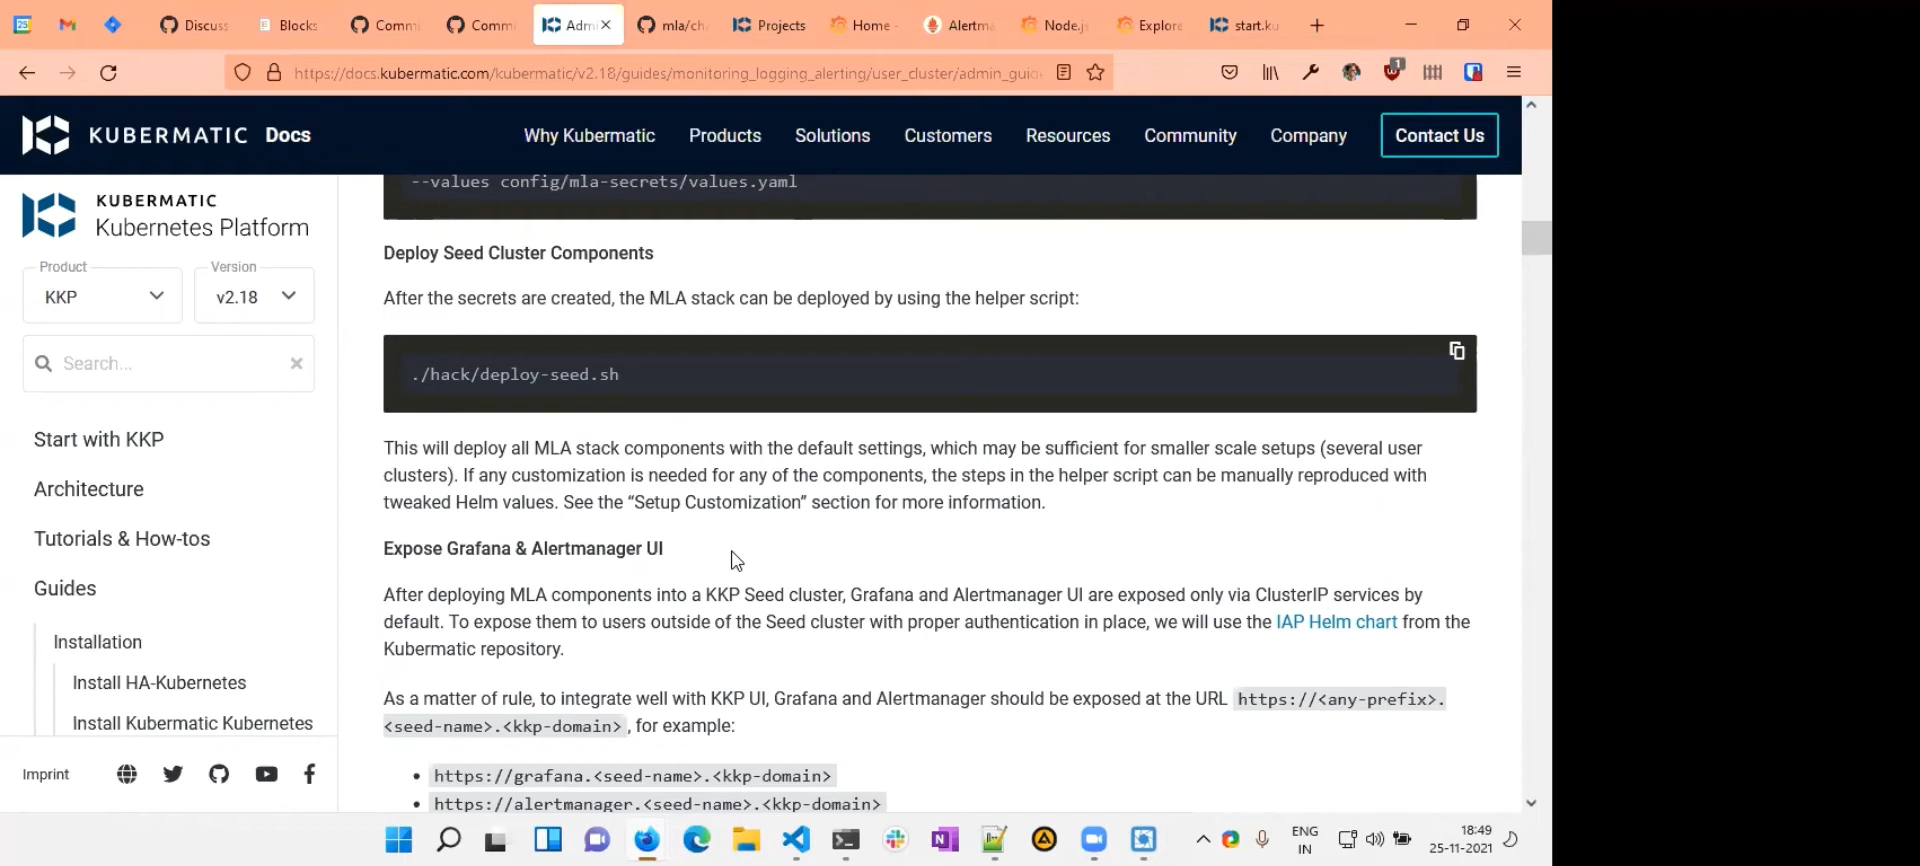 Discuss
Blocks
Comm
Comm
Admi
mla/ch
Projects
Home -
Alertma
Node.js
Explore
start.ku
https://docs.kubermatic.com/kubermatic/v2.18/guides/monitoring_logging_alerting/user_cluster/admin_guid
1
KUBERMATIC Docs
Why Kubermatic
Products
Solutions
Customers
Resources
Community
Company
Contact Us
KUBERMATIC
Kubernetes Platform
Product
KKP
Version
v2.18
Search...
Start with KKP
Architecture
Tutorials & How-tos
Guides
Installation
Install HA-Kubernetes
Install Kubermatic Kubernetes
Imprint
--values config/mla-secrets/values.yaml
Deploy Seed Cluster Components
After the secrets are created, the MLA stack can be deployed by using the helper script:
./hack/deploy-seed.sh
This will deploy all MLA stack components with the default settings, which may be sufficient for smaller scale setups (several user
clusters). If any customization is needed for any of the components, the steps in the helper script can be manually reproduced with
tweaked Helm values. See the “Setup Customization” section for more information.
Expose Grafana & Alertmanager UI
After deploying MLA components into a KKP Seed cluster, Grafana and Alertmanager UI are exposed only via ClusterIP services by
default. To expose them to users outside of the Seed cluster with proper authentication in place, we will use the IAP Helm chart from the
Kubermatic repository.
As a matter of rule, to integrate well with KKP UI, Grafana and Alertmanager should be exposed at the URL https://<any-prefix>.
<seed-name>.<kkp-domain> , for example:
• https://grafana.<seed-name>.<kkp-domain>
• https://alertmanager.<seed-name>.<kkp-domain>
ENG
IN
18:49
25-11-2021